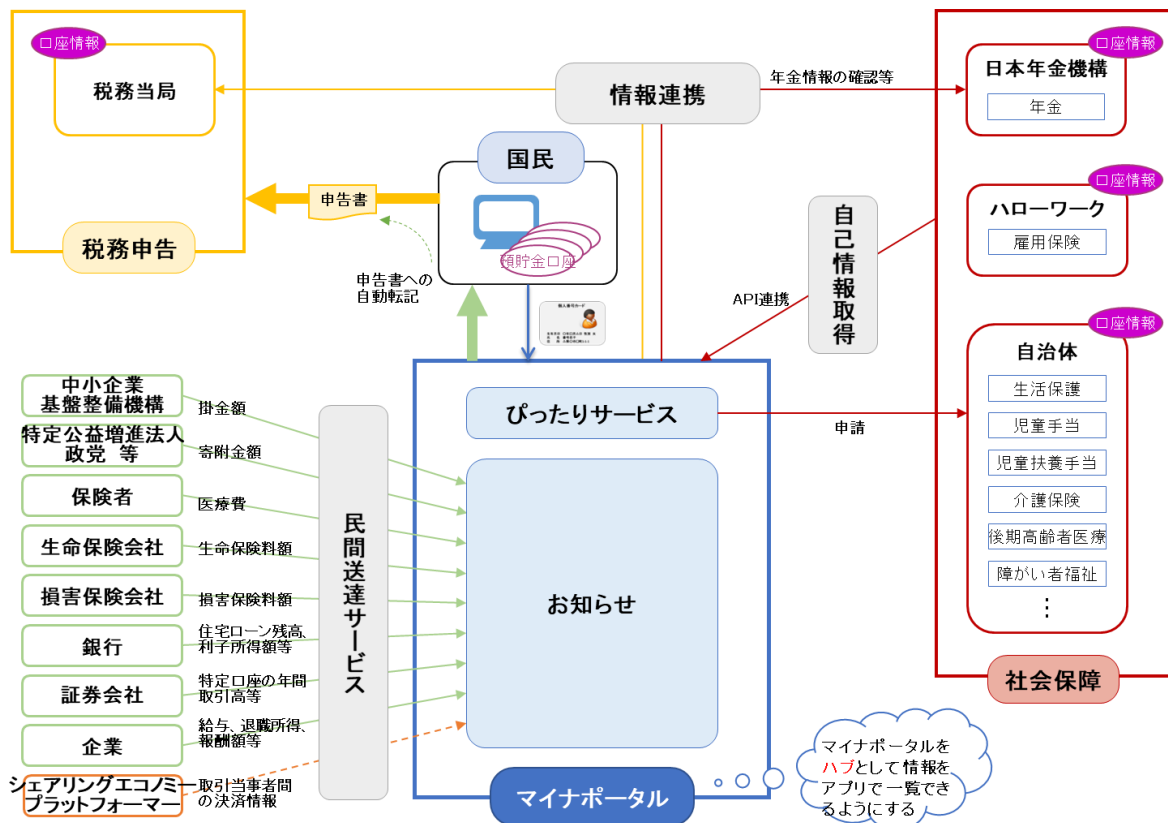 口座情報
税務当局
税務申告
情報連携
年金情報の確認等
国民
預貯金口座
申告書
申告書への
自動転記
個人番号カード
API連携
自己情報取得
口座情報
日本年金機構
年金
口座情報
ハローワーク
雇用保険
口座情報
自治体
生活保護
児童手当
児童扶養手当
介護保険
後期高齢者医療
障がい者福祉
⋮
社会保障
ぴったりサービス
申請
お知らせ
マイナポータル
民間送達サービス
中小企業
基盤整備機構
掛金額
特定公益増進法人
政党 等
寄附金額
保険者
医療費
生命保険会社
生命保険料額
損害保険会社
損害保険料額
銀行
住宅ローン残高、
利子所得額等
証券会社
特定口座の年間
取引高等
企業
給与、退職所得、
報酬額等
シェアリングエコノミー
プラットフォーマー
取引当事者間
の決済情報
マイナポータルを
ハブとして情報を
アプリで一覧でき
るようにする